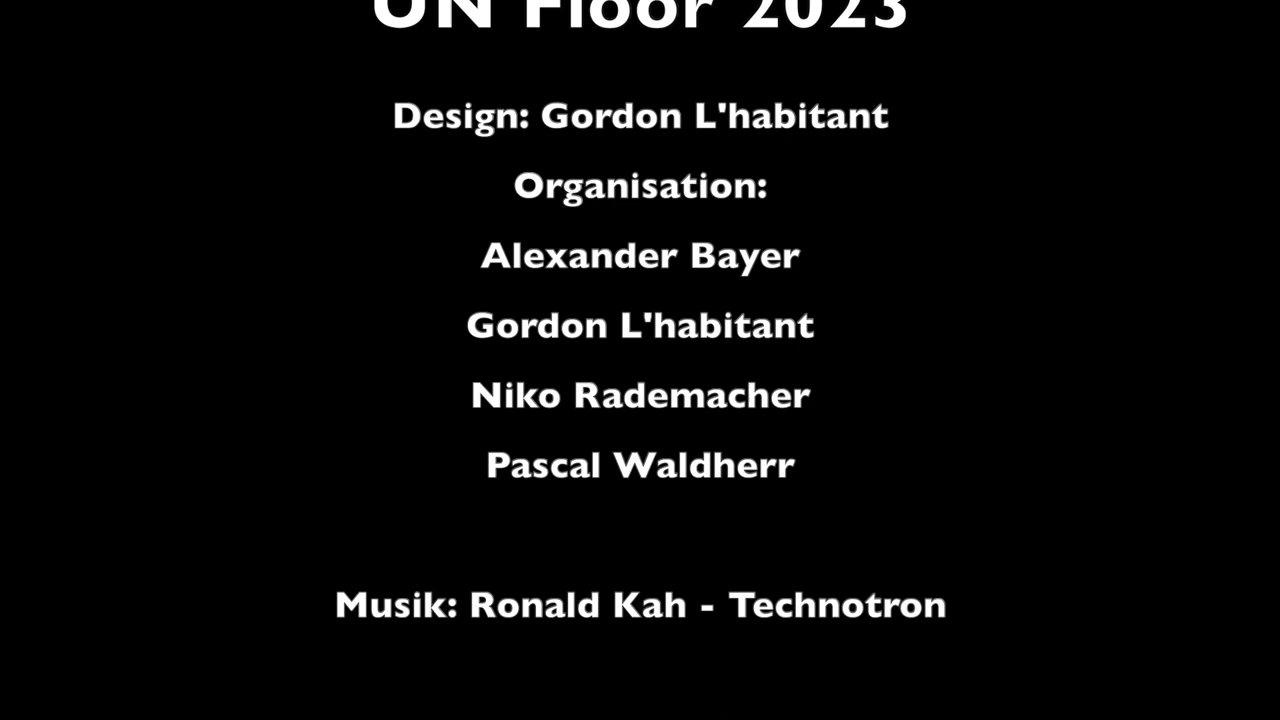 UN Floor 2023
Design: Gordon L'habitant
Organisation:
Alexander Bayer
Gordon L'habitant
Niko Rademacher
Pascal Waldherr
Musik: Ronald Kah - Technotron